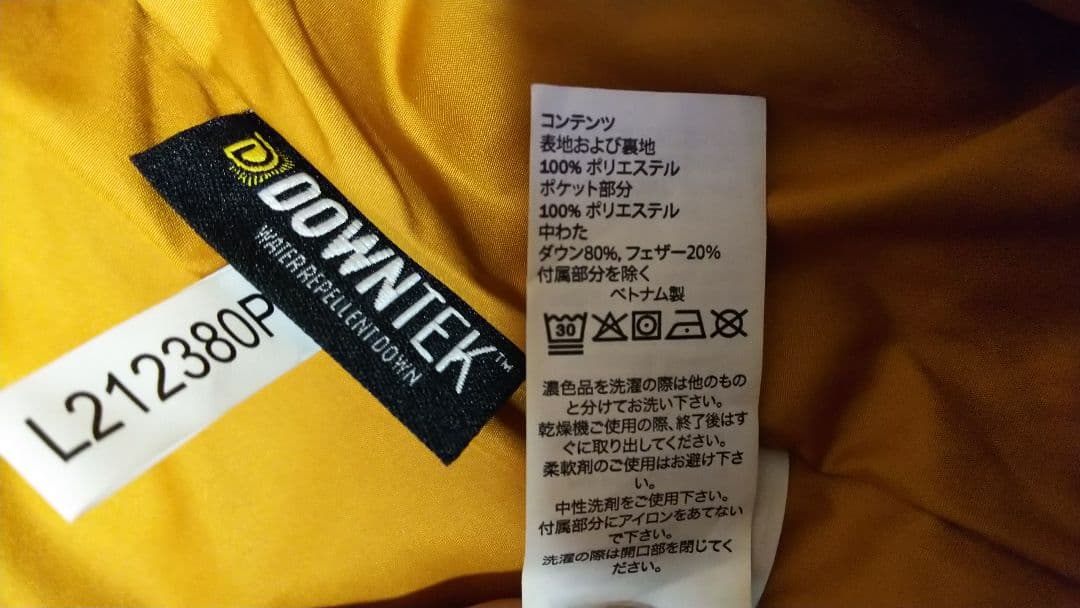 D
DOWNTEK™
WATER REPELLENT DOWN
L212380P
コンテンツ
表地および裏地
100% ポリエステル
ポケット部分
100% ポリエステル
中わた
ダウン80%, フェザー20%
付属部分を除く
ベトナム製
30
濃色品を洗濯の際は他のもの
と分けてお洗い下さい。
乾燥機ご使用の際、終了後はす
ぐに取り出してください。
柔軟剤のご使用はお避け下さ
い。
中性洗剤をご使用下さい。
付属部分にアイロンをあてない
で下さい。
洗濯の際は開口部を閉じてく
ださい。